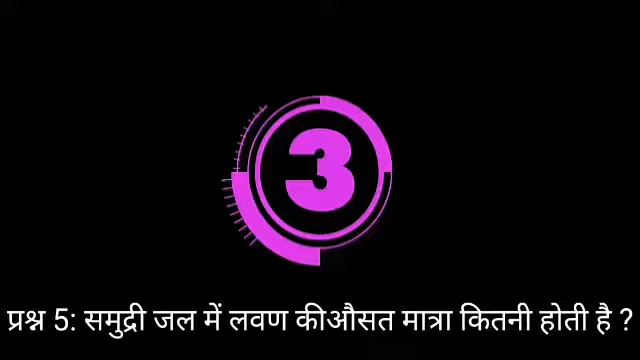 3
प्रश्न 5: समुद्री जल में लवण कीऔसत मात्रा कितनी होती है ?